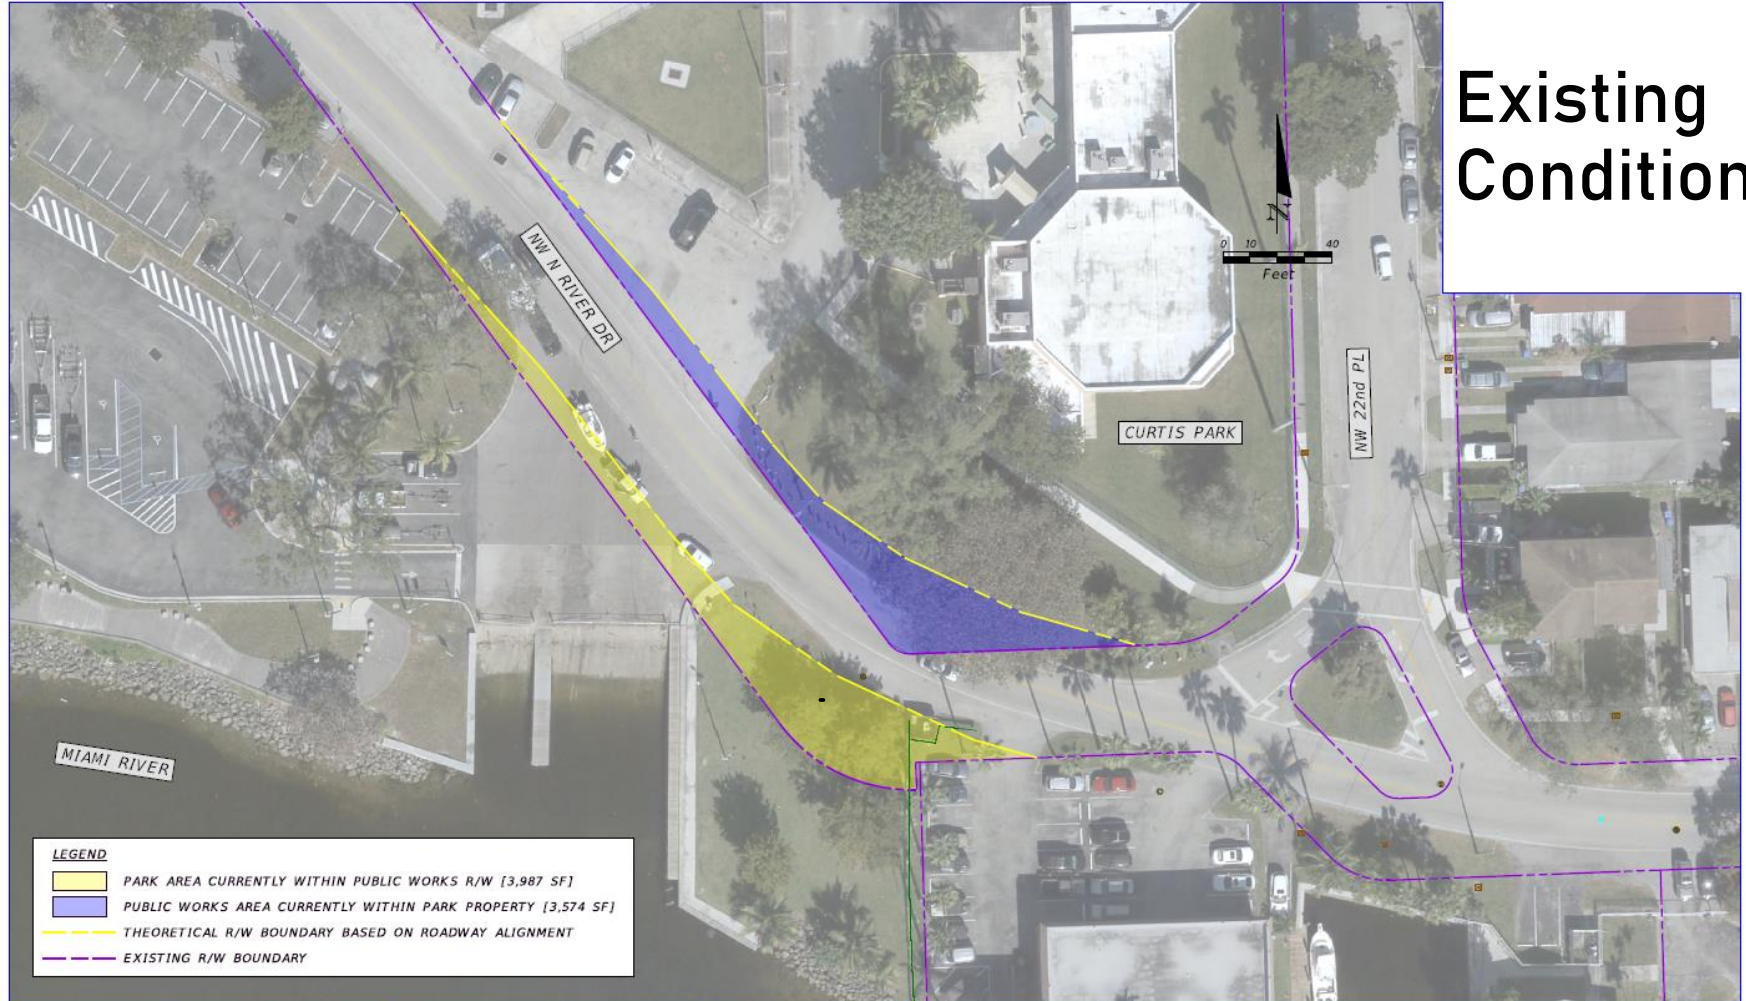 Existing
Condition
NW N RIVER DR
N
0 10 40
Feet
NW 22nd PL
CURTIS PARK
MIAMI RIVER
LEGEND
PARK AREA CURRENTLY WITHIN PUBLIC WORKS R/W [3,987 SF]
PUBLIC WORKS AREA CURRENTLY WITHIN PARK PROPERTY [3,574 SF]
THEORETICAL R/W BOUNDARY BASED ON ROADWAY ALIGNMENT
EXISTING R/W BOUNDARY